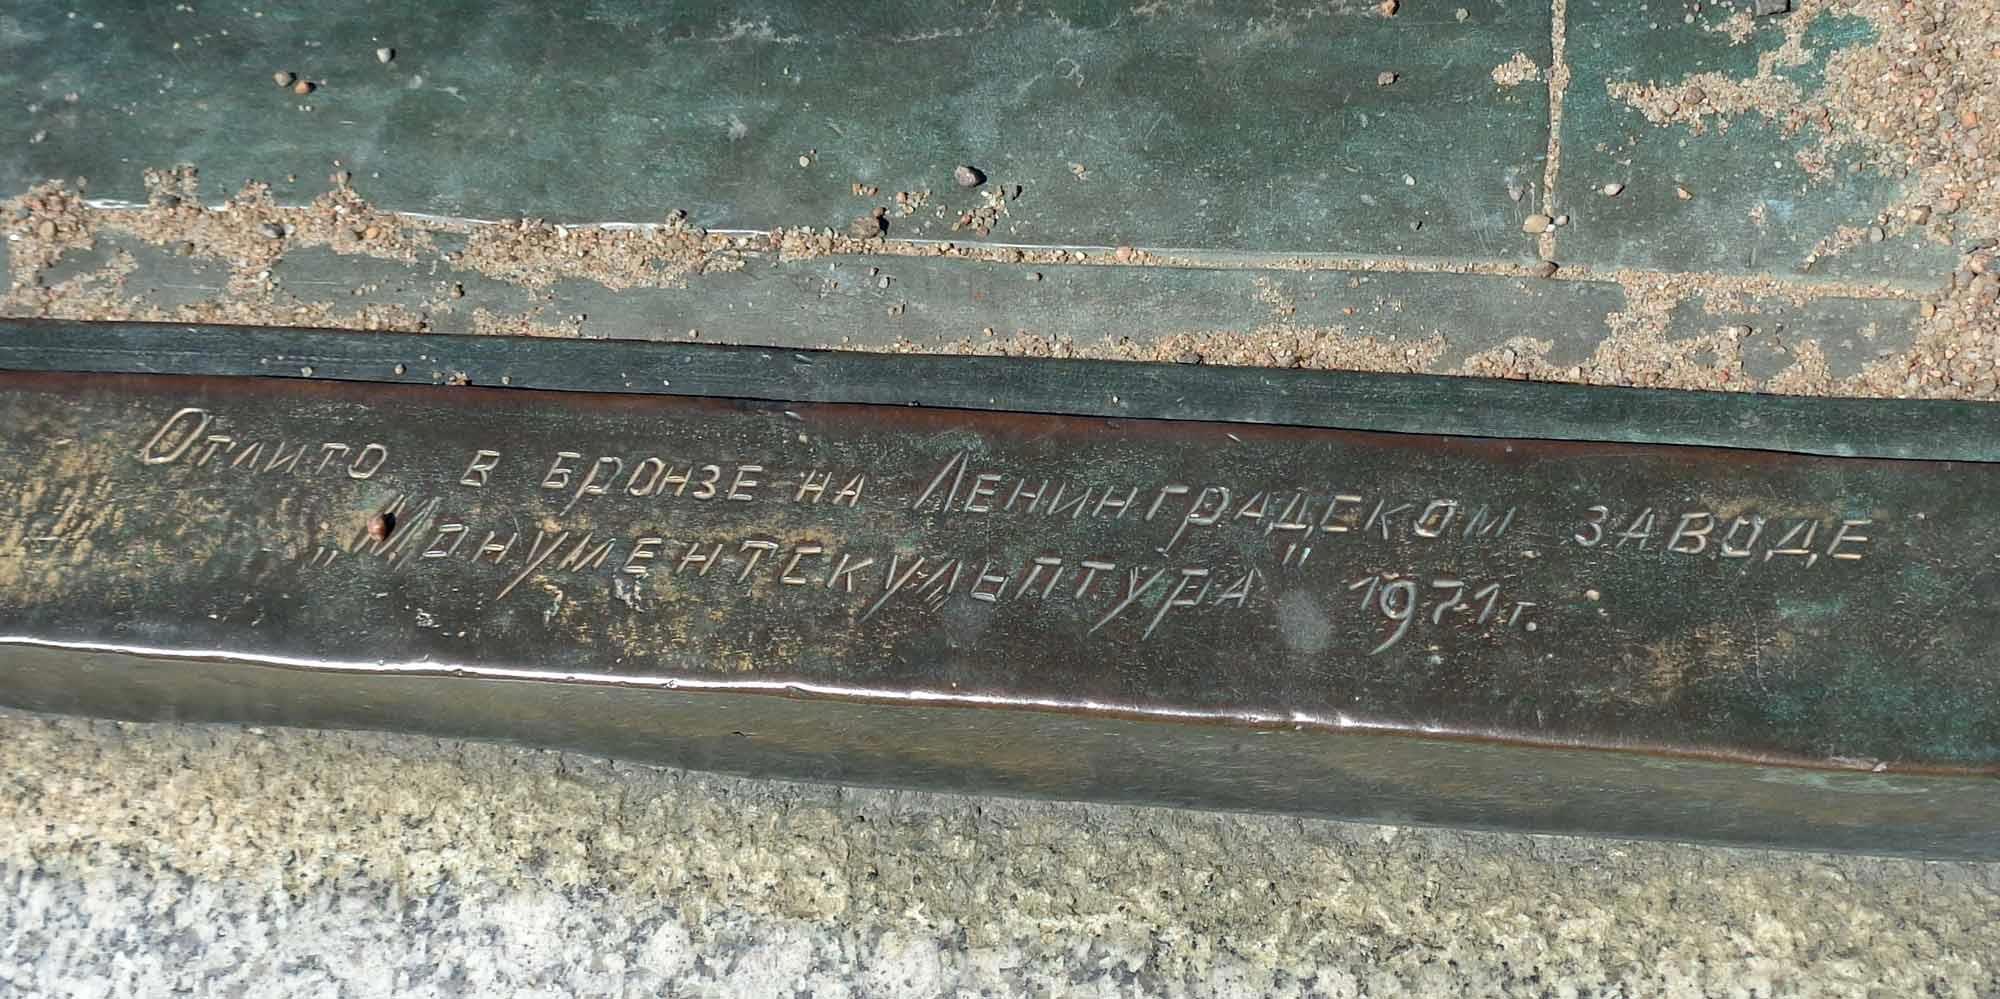 Отлито в бронзе на Ленинградском заводе
„Монументскульптура" 1971 г.